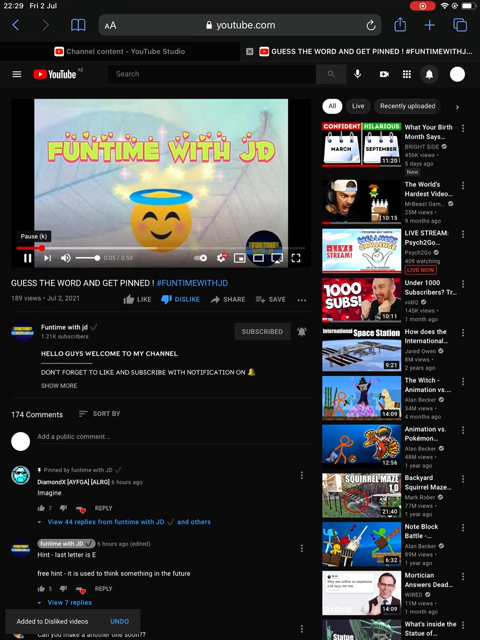 22:29 Fri 2 Jul
AA youtube.com
Channel content - YouTube Studio
GUESS THE WORD AND GET PINNED ! #FUNTIMEWITHJ...
YouTube AE
Search
FUNTIME WITH JD
Pause (k)
0:05 / 0:59
GUESS THE WORD AND GET PINNED ! #FUNTIMEWITHJD
189 views • Jul 2, 2021
LIKE
DISLIKE
SHARE
SAVE
Funtime with jd
1.21K subscribers
SUBSCRIBED
HELLO GUYS WELCOME TO MY CHANNEL
DON'T FORGET TO LIKE AND SUBSCRIBE WITH NOTIFICATION ON 🔔
SHOW MORE
174 Comments
SORT BY
Add a public comment...
Pinned by funtime with JD
DiamondX [AYFGA] [ALRG] 6 hours ago
Imagine
7 REPLY
View 44 replies from funtime with JD and others
funtime with JD 6 hours ago (edited)
Hint - last letter is E
free hint - it is used to think something in the future
5 REPLY
View 7 replies
Added to Disliked videos UNDO
Can you make a another one soon??
All
Live
Recently uploaded
CONFIDENT HILARIOUS
MARCH SEPTEMBER
11:20
What Your Birth
Month Says...
BRIGHT SIDE
456K views •
5 days ago
New
10:15
The World's
Hardest Video...
MrBeast Gam...
25M views •
9 months ago
LIVE STREAM
WELLNESS
CHALLENGE
LIVE STREAM:
Psych2Go...
Psych2Go
409 watching
LIVE NOW
1000
SUBS!
10:11
Under 1000
Subscribers? Tr...
vidIQ
145K views •
1 month ago
International Space Station
9:21
How does the
International...
Jared Owen
8M views •
2 years ago
14:09
The Witch -
Animation vs....
Alan Becker
34M views •
4 months ago
12:56
Animation vs.
Pokémon...
Alan Becker
48M views •
1 year ago
SQUIRREL MAZE
1.0
21:40
Backyard
Squirrel Maze...
Mark Rober
77M views •
1 year ago
6:32
Note Block
Battle -...
Alan Becker
89M views •
1 year ago
14:09
Mortician
Answers Dead...
WIRED
11M views •
1 month ago
Statue
What's inside the
Statue of...